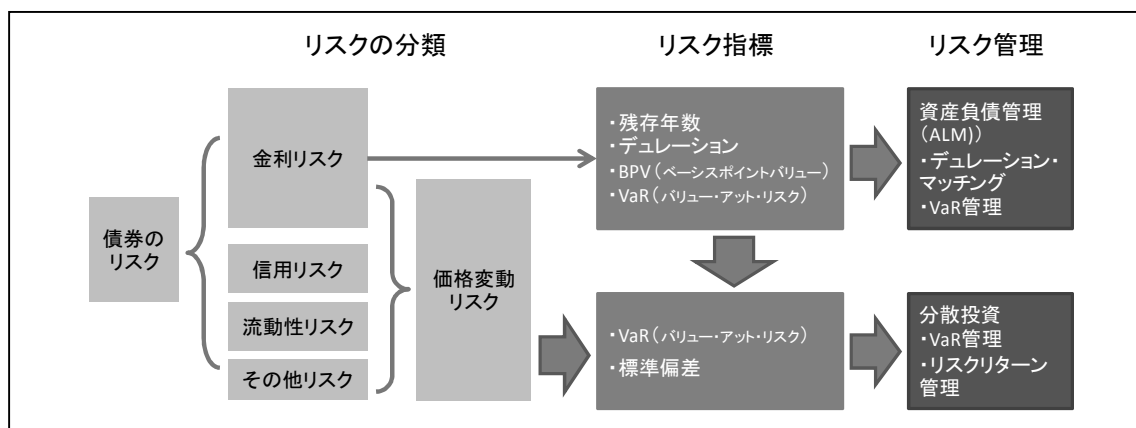 リスクの分類
リスク指標
リスク管理
債券の
リスク
金利リスク
信用リスク
流動性リスク
その他リスク
価格変動
リスク
・残存年数
・デュレーション
・BPV（ベーシスポイントバリュー）
・VaR（バリュー・アット・リスク）
資産負債管理
（ALM)）
・デュレーション・
マッチング
・VaR管理
・VaR（バリュー・アット・リスク）
・標準偏差
分散投資
・VaR管理
・リスクリターン
管理